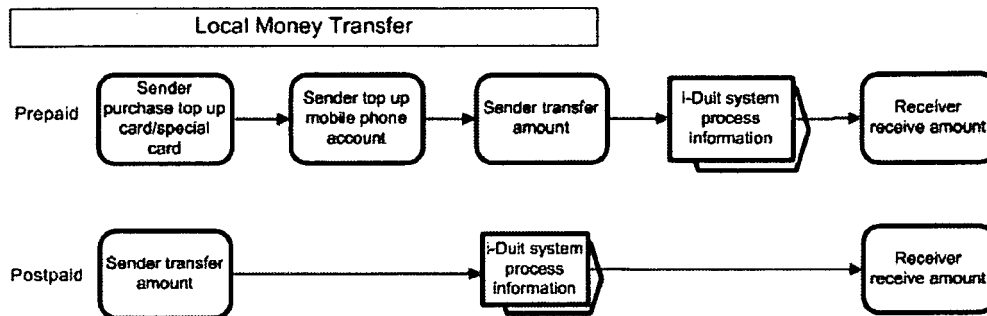 Local Money Transfer
Prepaid
Sender
purchase top up
card/special
card
Sender top up
mobile phone
account
Sender transfer
amount
i-Duit system
process
information
Receiver
receive amount
Postpaid
Sender transfer
amount
i-Duit system
process
information
Receiver
receive amount